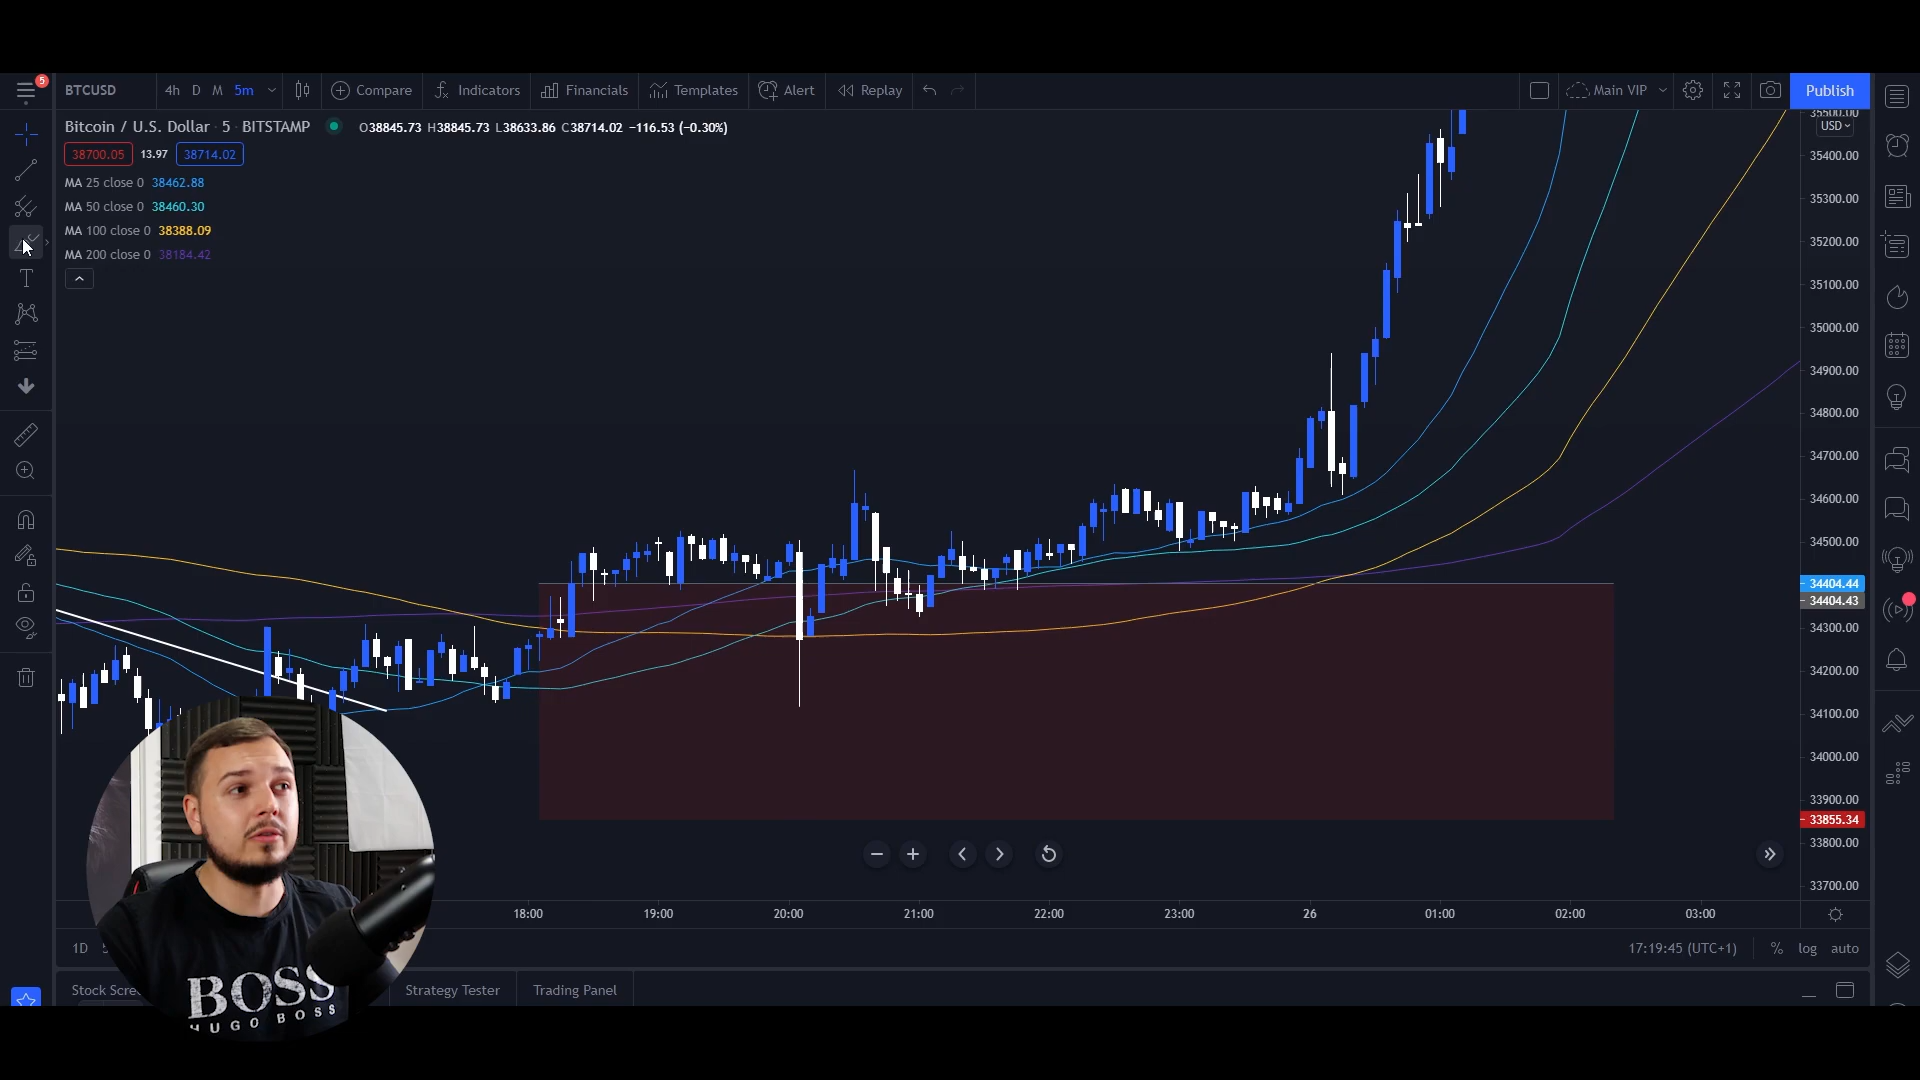 5
BTCUSD 4h D M 5m Compare Indicators Financials Templates Alert Replay Main VIP Publish
Bitcoin / U.S. Dollar · 5 · BITSTAMP O38845.73 H38845.73 L38633.86 C38714.02 −116.53 (−0.30%)
38700.05 13.97 38714.02
MA 25 close 0 38462.88
MA 50 close 0 38460.30
MA 100 close 0 38388.09
MA 200 close 0 38184.42
35500.00
USD
35400.00
35300.00
35200.00
35100.00
35000.00
34900.00
34800.00
34700.00
34600.00
34500.00
34404.44
34404.43
34300.00
34200.00
34100.00
34000.00
33900.00
33855.34
33800.00
33700.00
18:00 19:00 20:00 21:00 22:00 23:00 26 01:00 02:00 03:00
1D 17:19:45 (UTC+1) % log auto
Stock Scre Strategy Tester Trading Panel
BOSS
HUGO BOSS